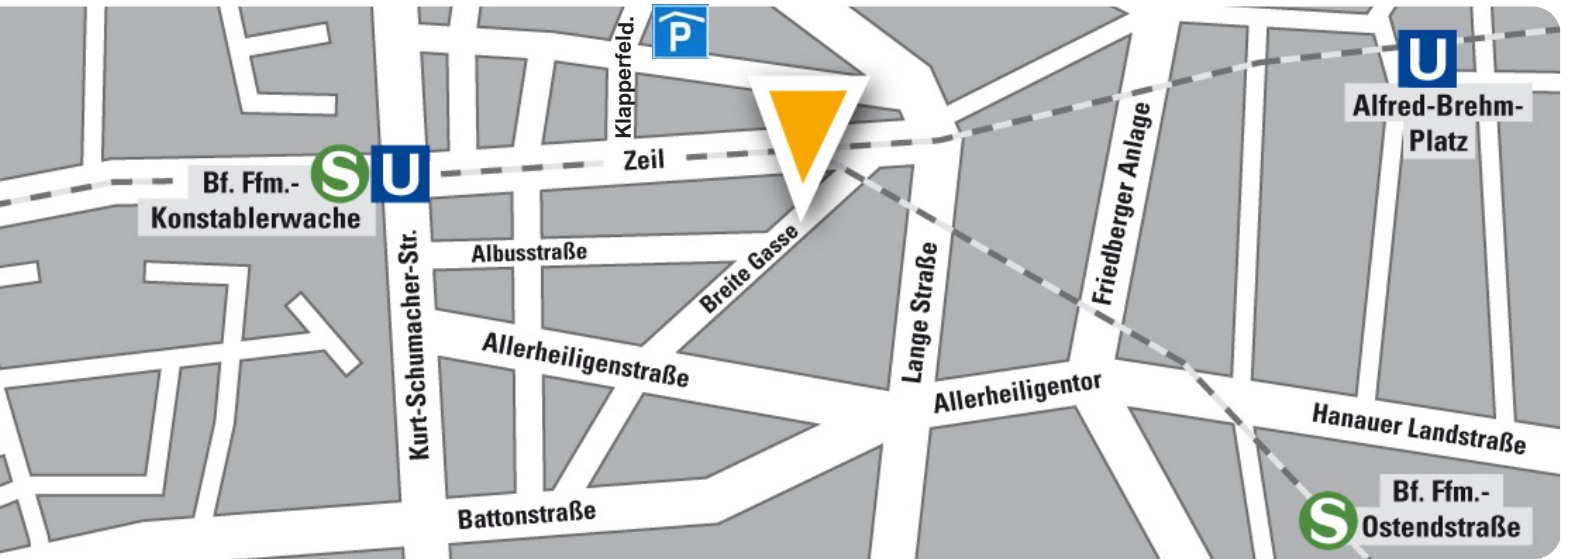 Klapperfeld.
P
U
Alfred-Brehm-
Platz
Zeil
Bf. Ffm.-
Konstablerwache
S
U
Friedberger Anlage
Albusstraße
Breite Gasse
Kurt-Schumacher-Str.
Lange Straße
Allerheiligenstraße
Allerheiligentor
Hanauer Landstraße
Battonstraße
Bf. Ffm.-
Ostendstraße
S